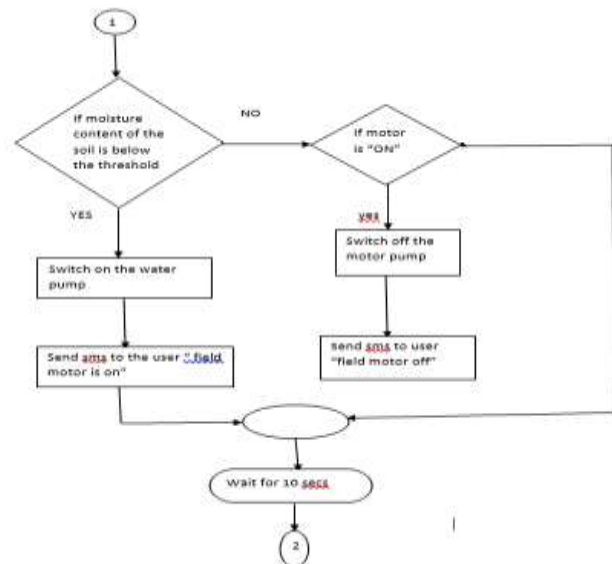 1
If moisture
content of the
soil is below
the threshold
NO
If motor
is "ON"
YES
yes
Switch on the water
pump
Switch off the
motor pump
Send sms to the user " field
motor is on"
send sms to user
"field motor off"
Wait for 10 secs
2